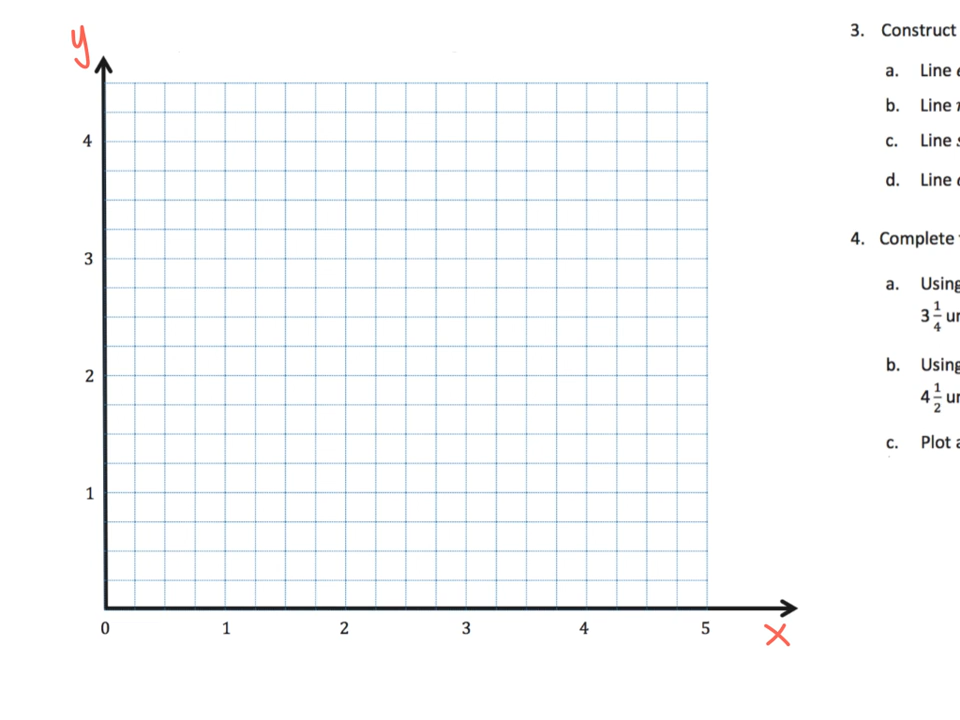 y
4
3
2
1
0 1 2 3 4 5
x
3. Construct
a. Line
b. Line
c. Line
d. Line
4. Complete
a. Using
3 1/4
b. Using
4 1/2
c. Plot